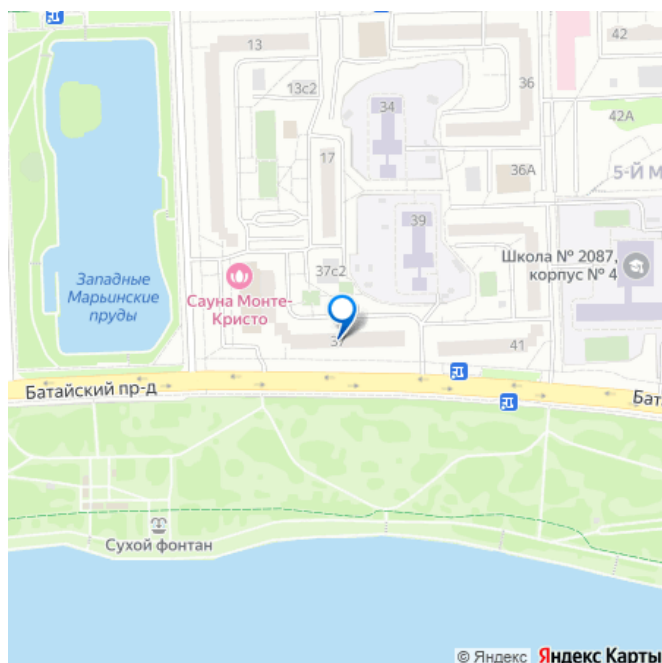 13
42
13с2
36
34
42А
17
36А
5-Й М
39
Школа № 2087,
корпус № 4
37с2
Западные
Марьинские
пруды
Сауна Монте-
Кристо
37
41
Батайский пр-д
Бата
Сухой фонтан
© Яндекс Яндекс Карты